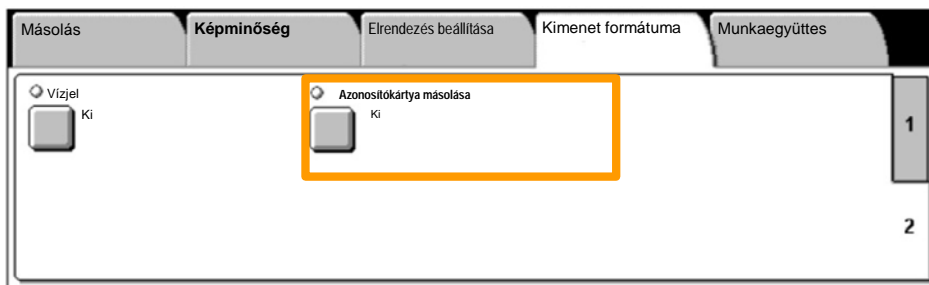 Másolás
Képminőség
Elrendezés beállítása
Kimenet formátuma
Munkaegyüttes
Vízjel
Ki
Azonosítókártya másolása
Ki
1
2